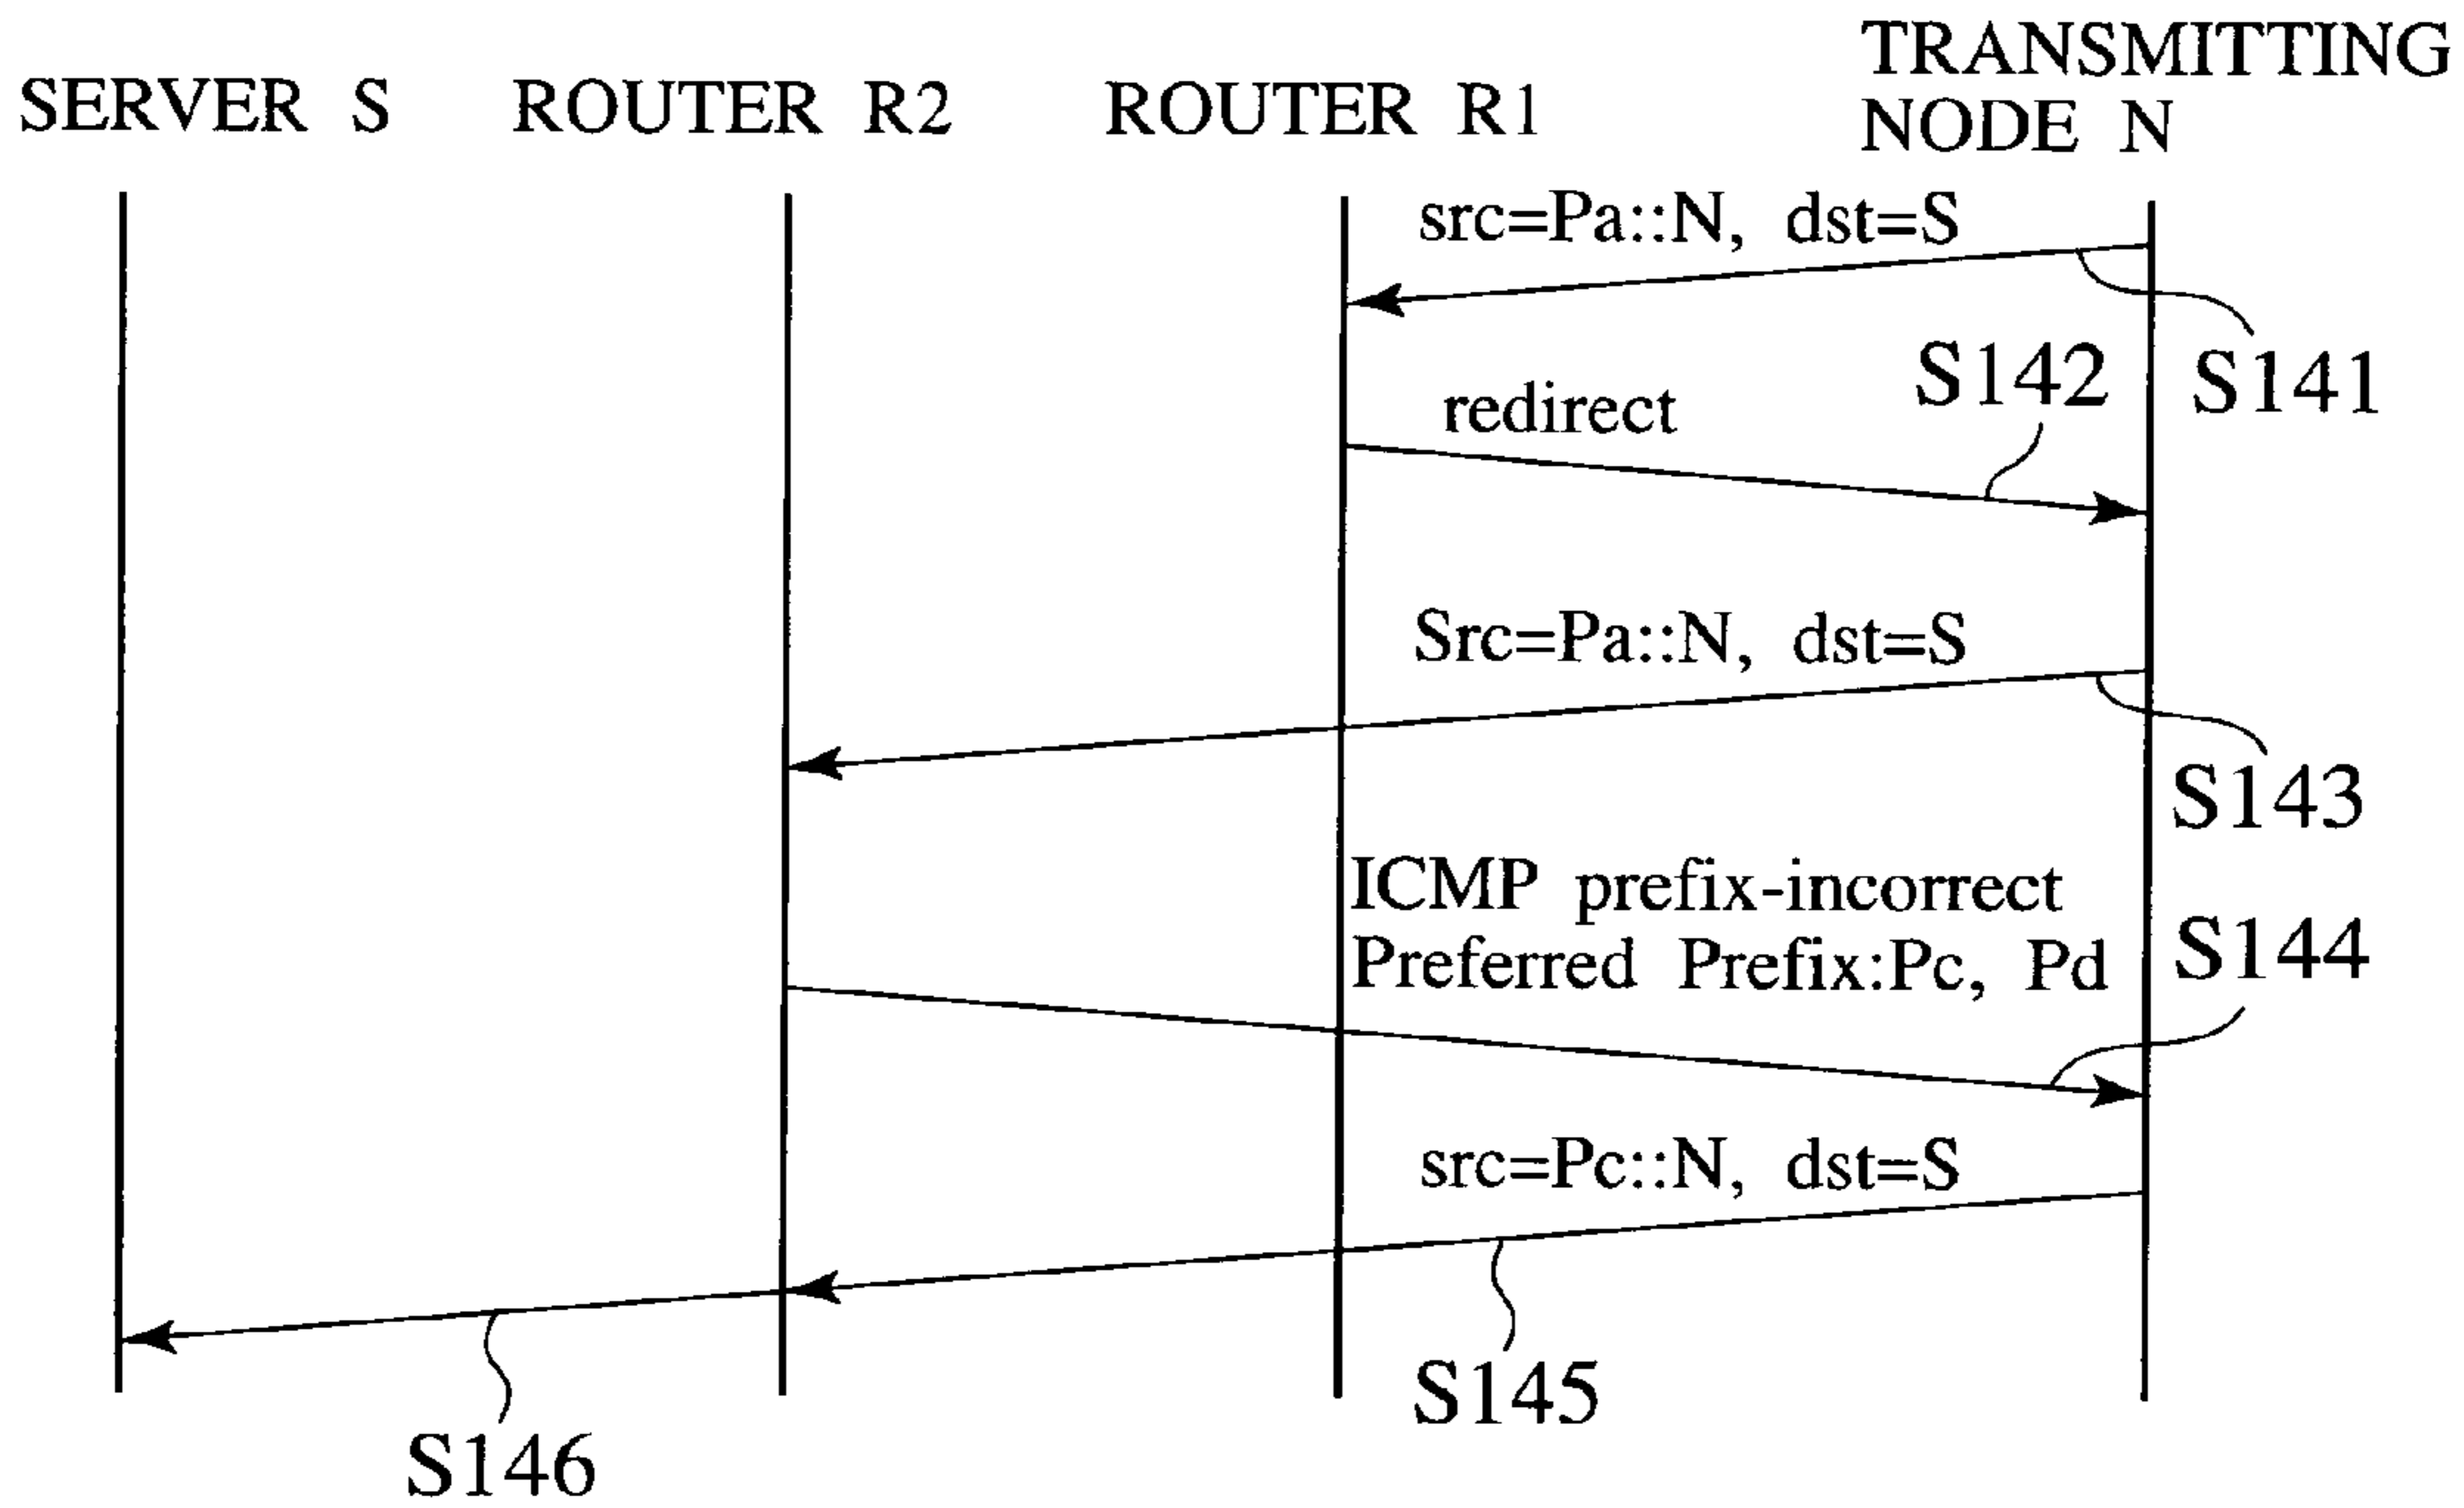 SERVER S
ROUTER R2
ROUTER R1
TRANSMITTING
NODE N
src=Pa::N, dst=S
S141
S142
redirect
Src=Pa::N, dst=S
S143
ICMP prefix-incorrect
Preferred Prefix:Pc, Pd
S144
src=Pc::N, dst=S
S145
S146